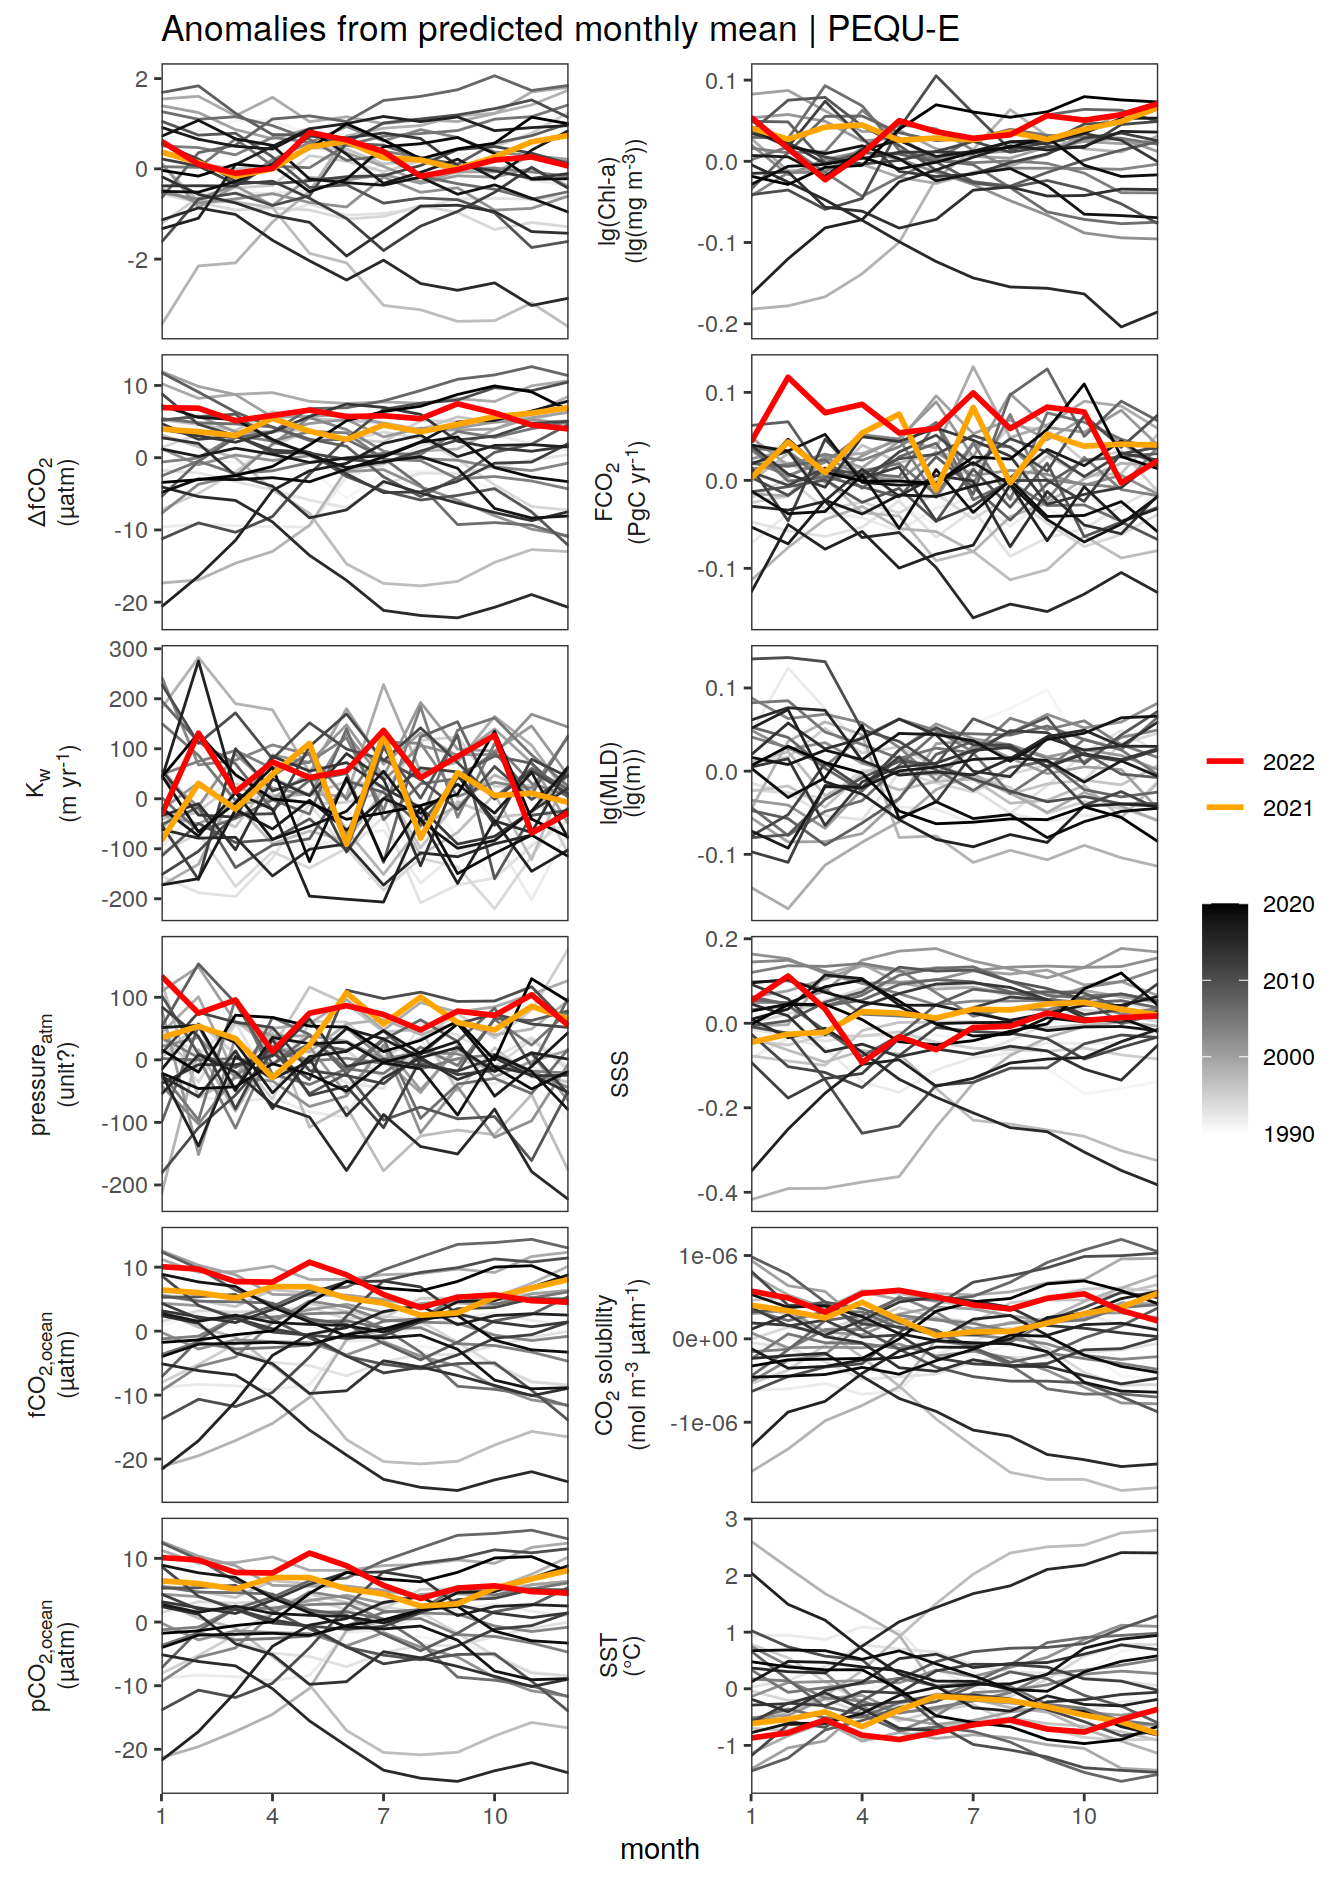 Anomalies from predicted monthly mean | PEQU-E
2
0
-2
lg(Chl-a)
(lg(mg m⁻³))
0.1
0.0
-0.1
-0.2
ΔfCO₂
(µatm)
10
0
-10
-20
FCO₂
(PgC yr⁻¹)
0.1
0.0
-0.1
Kw
(m yr⁻¹)
300
200
100
0
-100
-200
lg(MLD)
(lg(m))
0.1
0.0
-0.1
pressureatm
(unit?)
100
0
-100
-200
SSS
0.2
0.0
-0.2
-0.4
fCO₂,ocean
(µatm)
10
0
-10
-20
CO₂ solubility
(mol m⁻³ µatm⁻¹)
1e-06
0e+00
-1e-06
pCO₂,ocean
(µatm)
10
0
-10
-20
SST
(°C)
3
2
1
0
-1
1 4 7 10
1 4 7 10
month
2022
2021
2020
2010
2000
1990